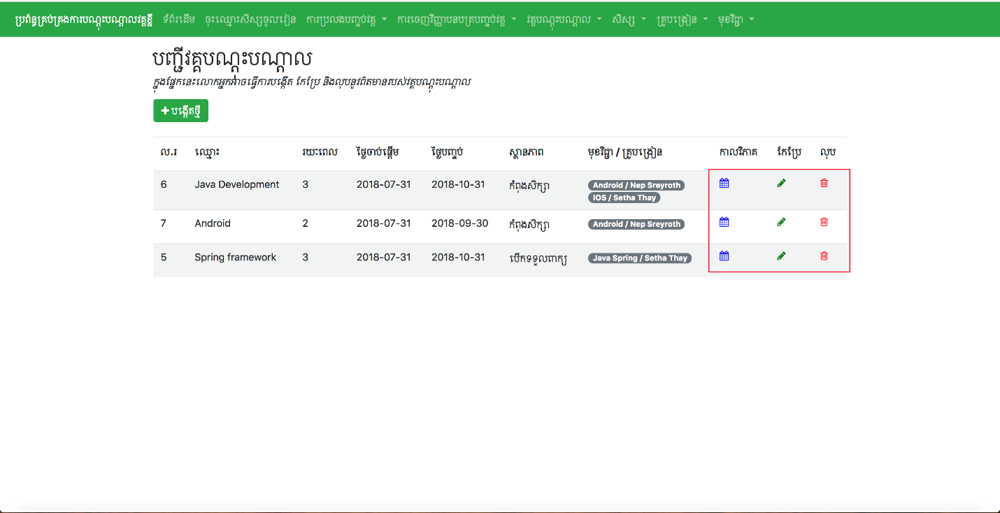 ប្រព័ន្ធគ្រប់គ្រងការបណ្តុះបណ្តាលវគ្គខ្លី ទំព័រដើម ចុះឈ្មោះសិស្សចូលរៀន ការប្រលងបញ្ចប់វគ្គ ការចេញវិញ្ញាបនបត្របញ្ចប់វគ្គ វគ្គបណ្តុះបណ្តាល សិស្ស គ្រូបង្រៀន មុខវិជ្ជា
បញ្ជីវគ្គបណ្តុះបណ្តាល
ក្នុងផ្នែកនេះលោកអ្នកអាចធ្វើការបង្កើត កែប្រែ និងលុបនូវព័តមានរបស់វគ្គបណ្តុះបណ្តាល
បង្កើតថ្មី
ល.រ ឈ្មោះ រយៈពេល ថ្ងៃចាប់ផ្តើម ថ្ងៃបញ្ចប់ ស្ថានភាព មុខវិជ្ជា / គ្រូបង្រៀន កាលវិភាគ កែប្រែ លុប
6 Java Development 3 2018-07-31 2018-10-31 កំពុងសិក្សា Android / Nep Sreyroth
IOS / Setha Thay
7 Android 2 2018-07-31 2018-09-30 កំពុងសិក្សា Android / Nep Sreyroth
5 Spring framework 3 2018-07-31 2018-10-31 បើកទទួលពាក្យ Java Spring / Setha Thay